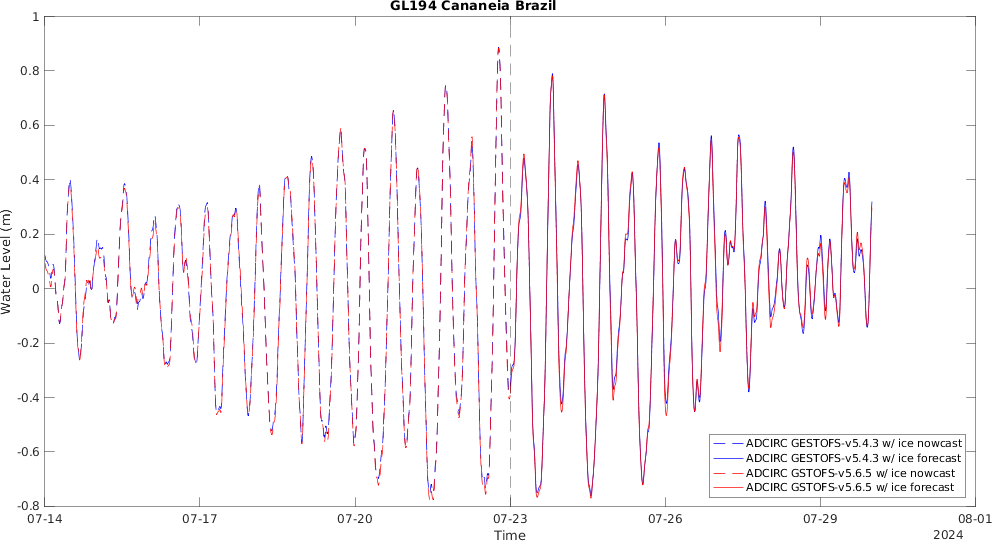 GL194 Cananeia Brazil
Water Level (m)
1
0.8
0.6
0.4
0.2
0
-0.2
-0.4
-0.6
-0.8
ADCIRC GESTOFS-v5.4.3 w/ ice nowcast
ADCIRC GESTOFS-v5.4.3 w/ ice forecast
ADCIRC GSTOFS-v5.6.5 w/ ice nowcast
ADCIRC GSTOFS-v5.6.5 w/ ice forecast
07-14 07-17 07-20 07-23 07-26 07-29 08-01
Time
2024